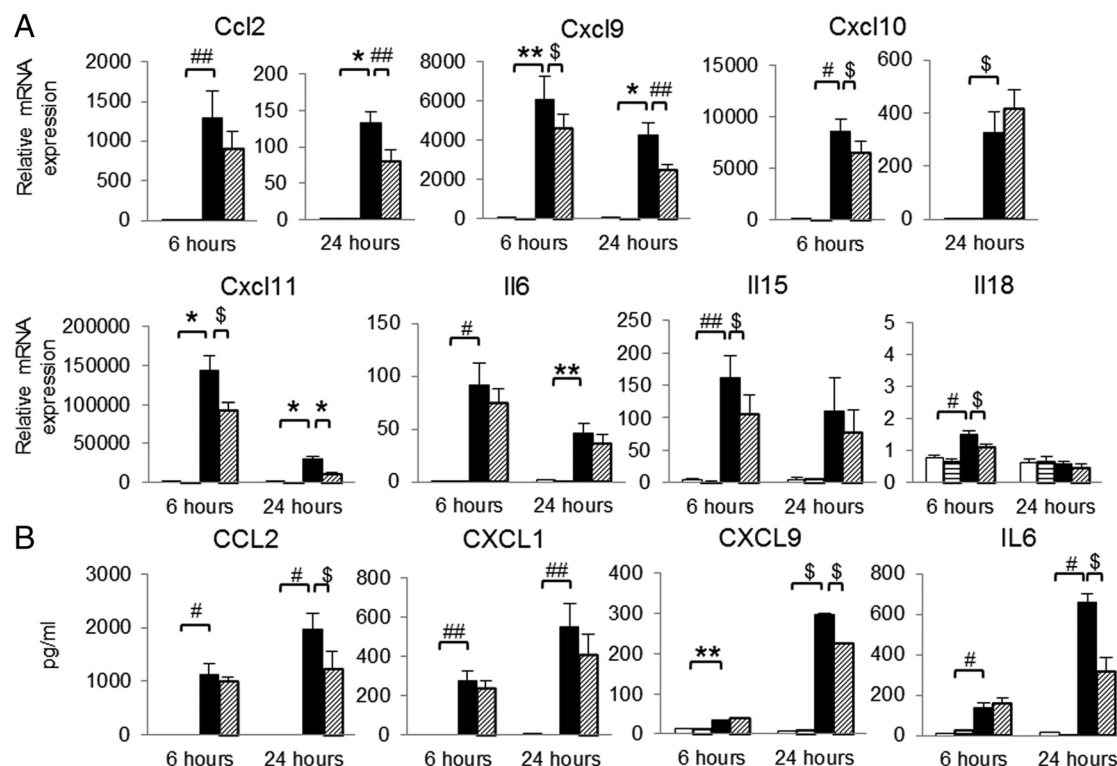 A
Ccl2
Cxcl9
Cxcl10
Relative mRNA
expression
2000
1500
1000
500
0
##
6 hours
200
150
100
50
0
* ##
24 hours
8000
6000
4000
2000
0
** $
* ##
6 hours 24 hours
15000
10000
5000
0
# $
6 hours
600
400
200
0
$
24 hours
Cxcl11
Il6
Il15
Il18
Relative mRNA
expression
200000
150000
100000
50000
0
* $
* *
6 hours 24 hours
150
100
50
0
#
**
6 hours 24 hours
250
200
150
100
50
0
## $
6 hours 24 hours
5
4
3
2
1
0
# $
6 hours 24 hours
B
CCL2
CXCL1
CXCL9
IL6
pg/ml
3000
2000
1000
0
#
# $
6 hours 24 hours
800
600
400
200
0
##
##
6 hours 24 hours
400
300
200
100
0
**
$ $
6 hours 24 hours
800
600
400
200
0
#
# $
6 hours 24 hours